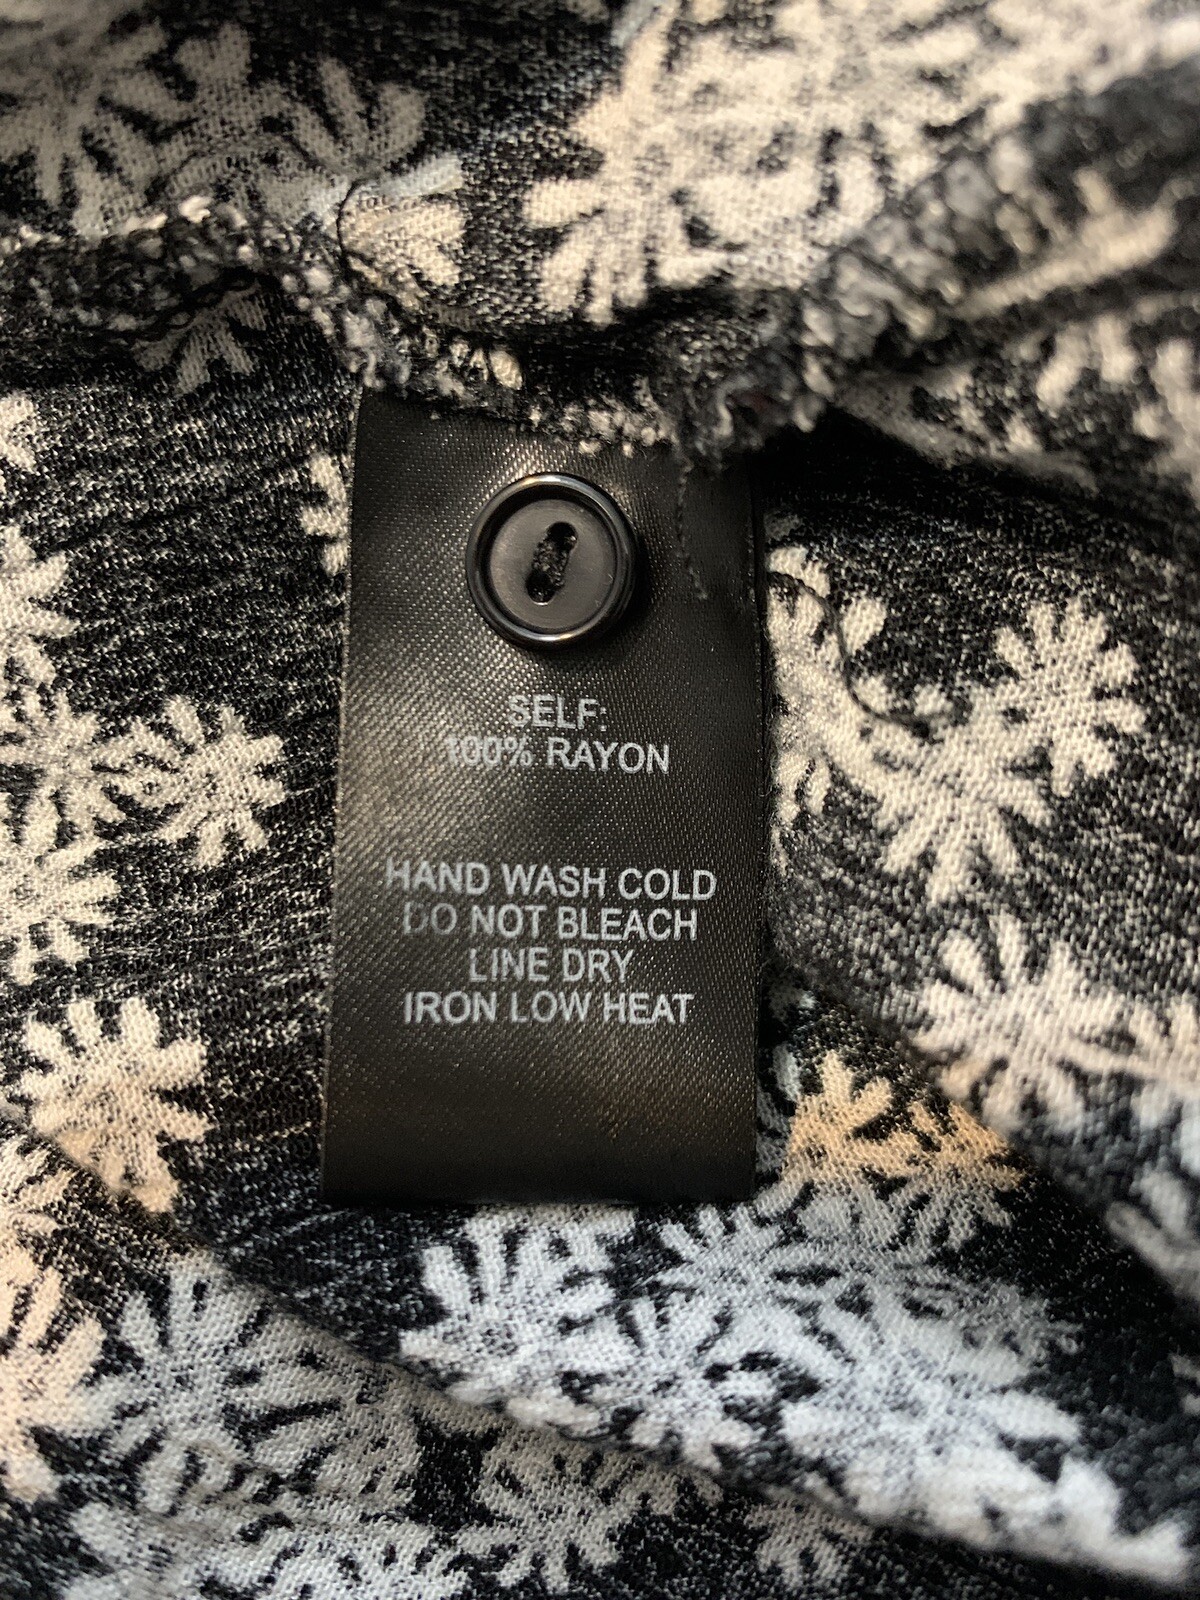 SELF:
100% RAYON
HAND WASH COLD
DO NOT BLEACH
LINE DRY
IRON LOW HEAT